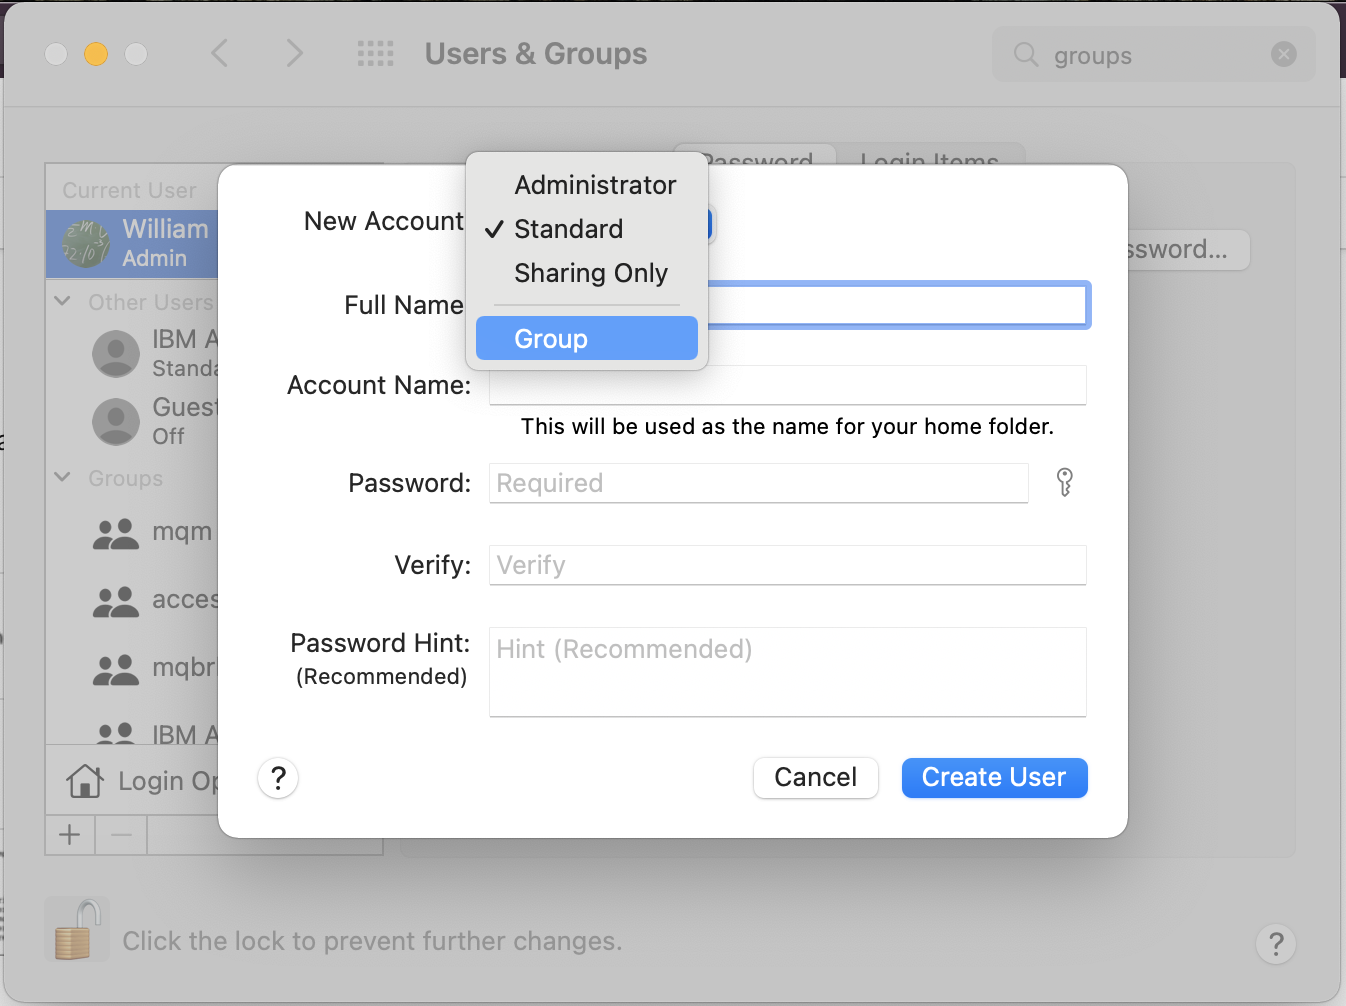 Users & Groups
groups
Password
Login Items
Current User
William
Admin
Other Users
IBM A
Standa
Guest
Off
Groups
mqm
acces
mqbr
IBM A
Login Op
New Account
Administrator
✓ Standard
Sharing Only
Group
ssword...
Full Name
Account Name:
This will be used as the name for your home folder.
Password:
Required
Verify:
Verify
Password Hint:
(Recommended)
Hint (Recommended)
?
Cancel
Create User
Click the lock to prevent further changes.
?